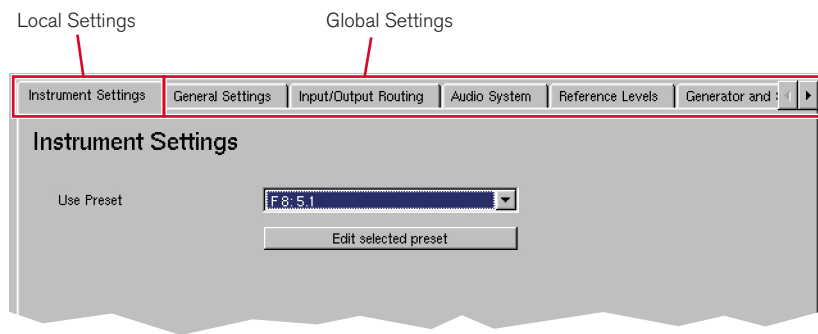 Local Settings
Global Settings
Instrument Settings
General Settings
Input/Output Routing
Audio System
Reference Levels
Generator and
Instrument Settings
Use Preset
F8: 5.1
Edit selected preset